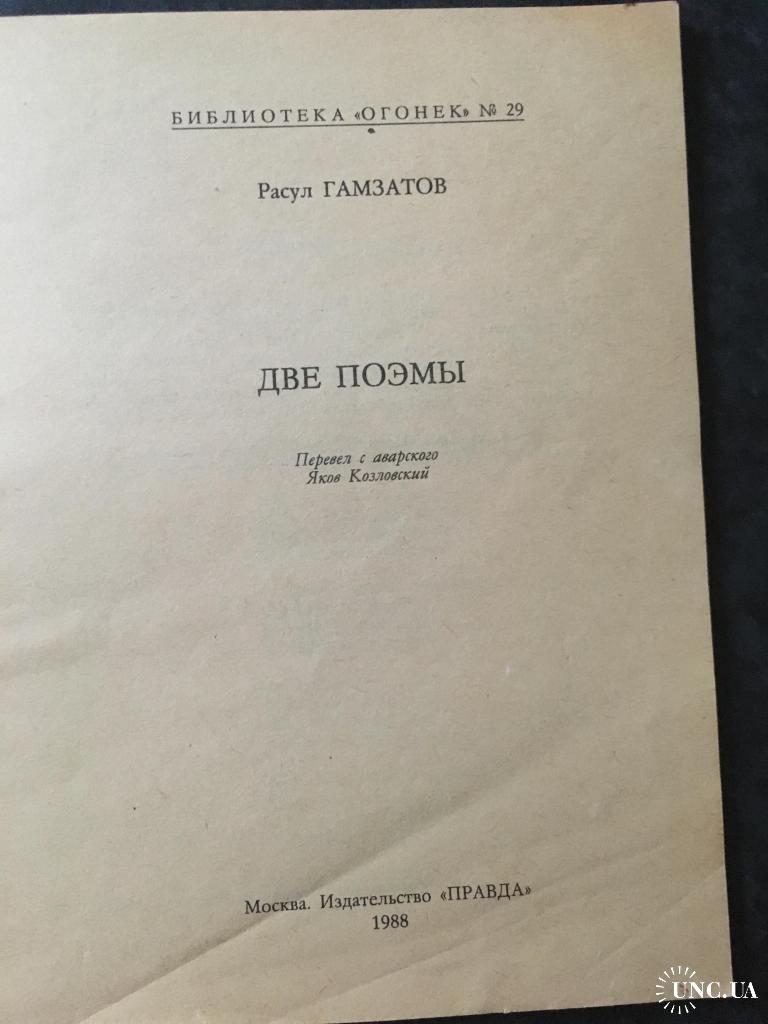 БИБЛИОТЕКА «ОГОНЕК» № 29
Расул ГАМЗАТОВ
ДВЕ ПОЭМЫ
Перевел с аварского
Яков Козловский
Москва. Издательство «ПРАВДА»
1988
UNC.UA